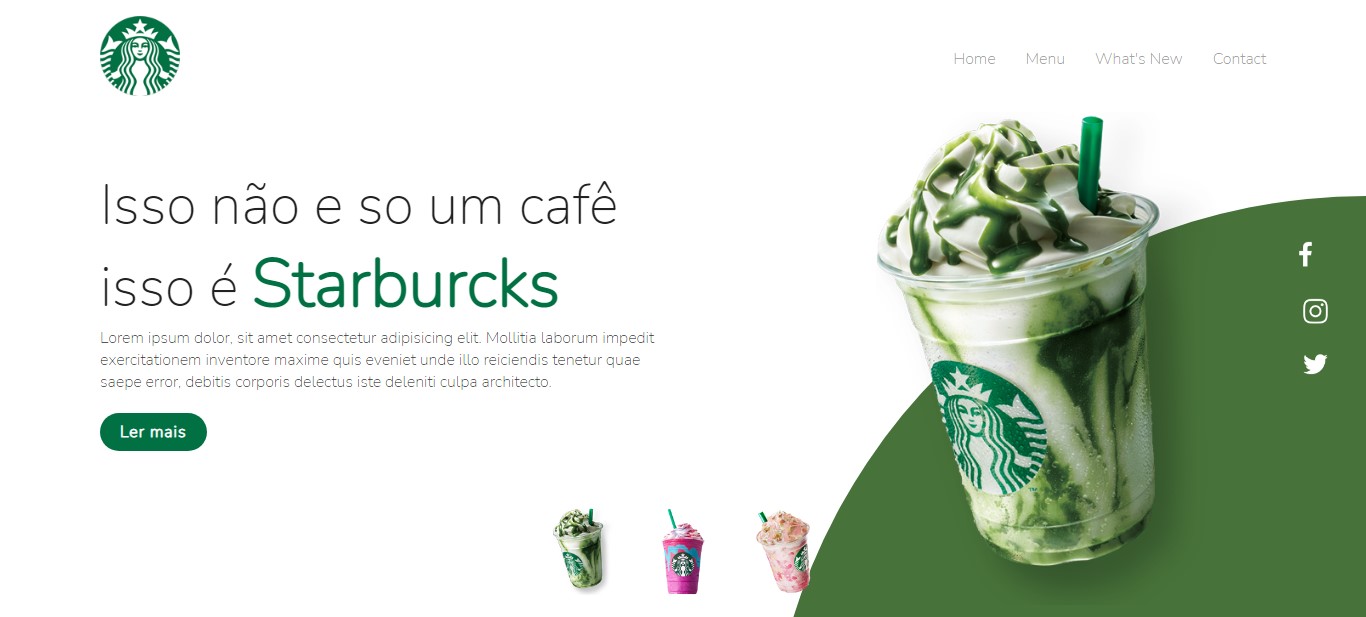 Home Menu What's New Contact
Isso não e so um cafê
isso é Starburcks
Lorem ipsum dolor, sit amet consectetur adipisicing elit. Mollitia laborum impedit
exercitationem inventore maxime quis eveniet unde illo reiciendis tenetur quae
saepe error, debitis corporis delectus iste deleniti culpa architecto.
Ler mais